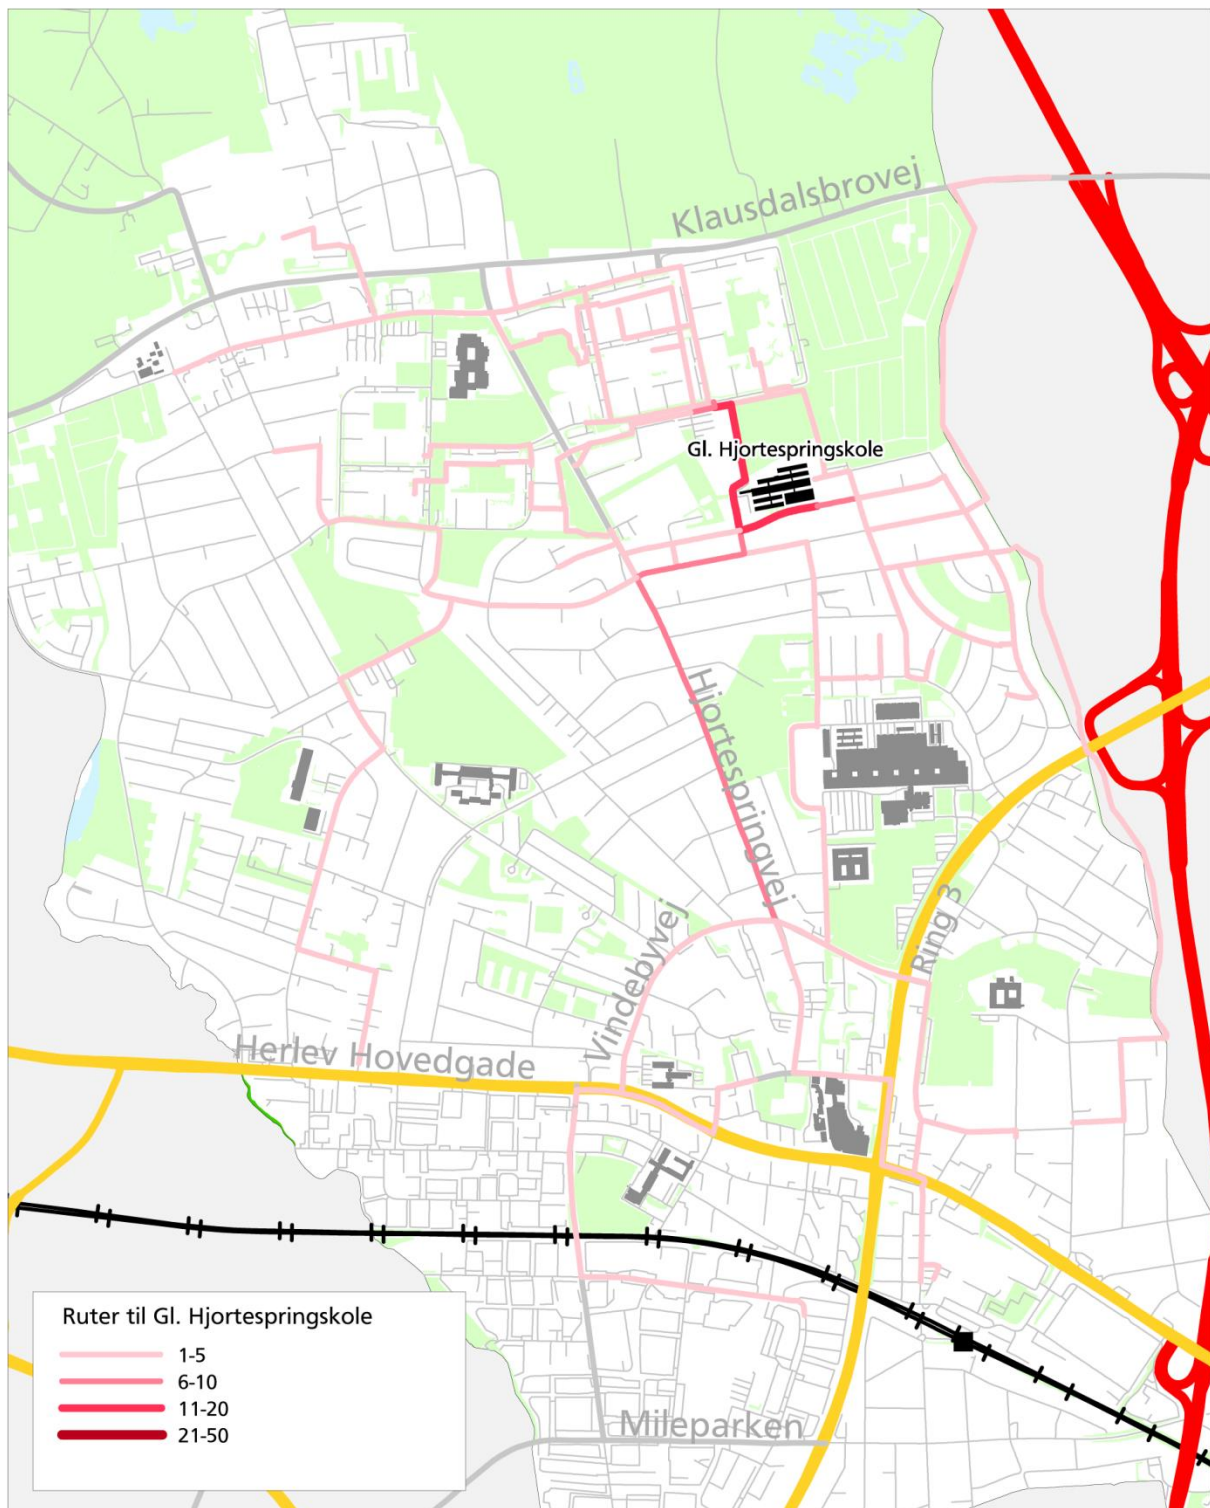 Klausdalsbrovej
Gl. Hjortespringskole
Hjortespringvej
Ring 3
Vindebyvej
Herlev Hovedgade
Ruter til Gl. Hjortespringskole
1-5
6-10
11-20
21-50
Mileparken